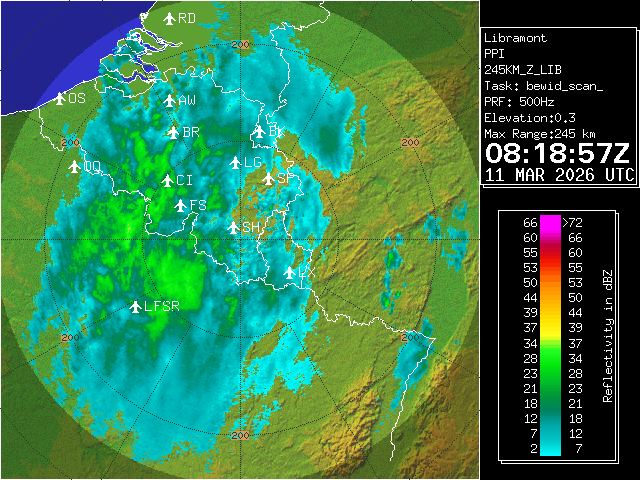 Libramont
PPI
245KM_Z_LIB
Task: bewid_scan_
PRF: 500Hz
Elevation:0.3
Max Range:245 km
08:18:57Z
11 MAR 2026 UTC
RD
200
OS
AW
BR
200
200
QQ
LG
CI
SP
FS
SH
LX
LFSR
200
200
200
66 >72
60 66
55 60
53 55
50 53
44 50
39 44
37 39
34 37
28 34
23 28
21 23
18 21
12 18
7 12
2 7
Reflectivity in dBZ